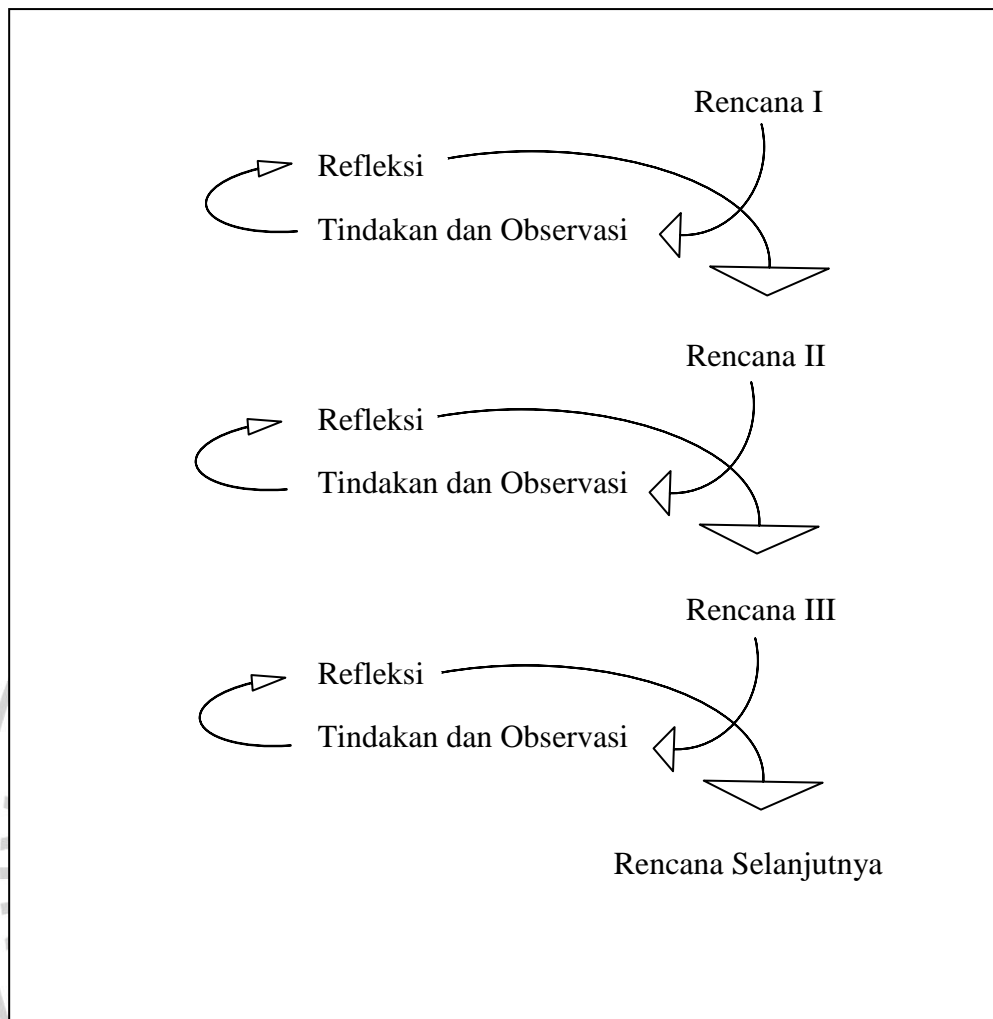 Rencana I
Refleksi
Tindakan dan Observasi
Rencana II
Refleksi
Tindakan dan Observasi
Rencana III
Refleksi
Tindakan dan Observasi
Rencana Selanjutnya